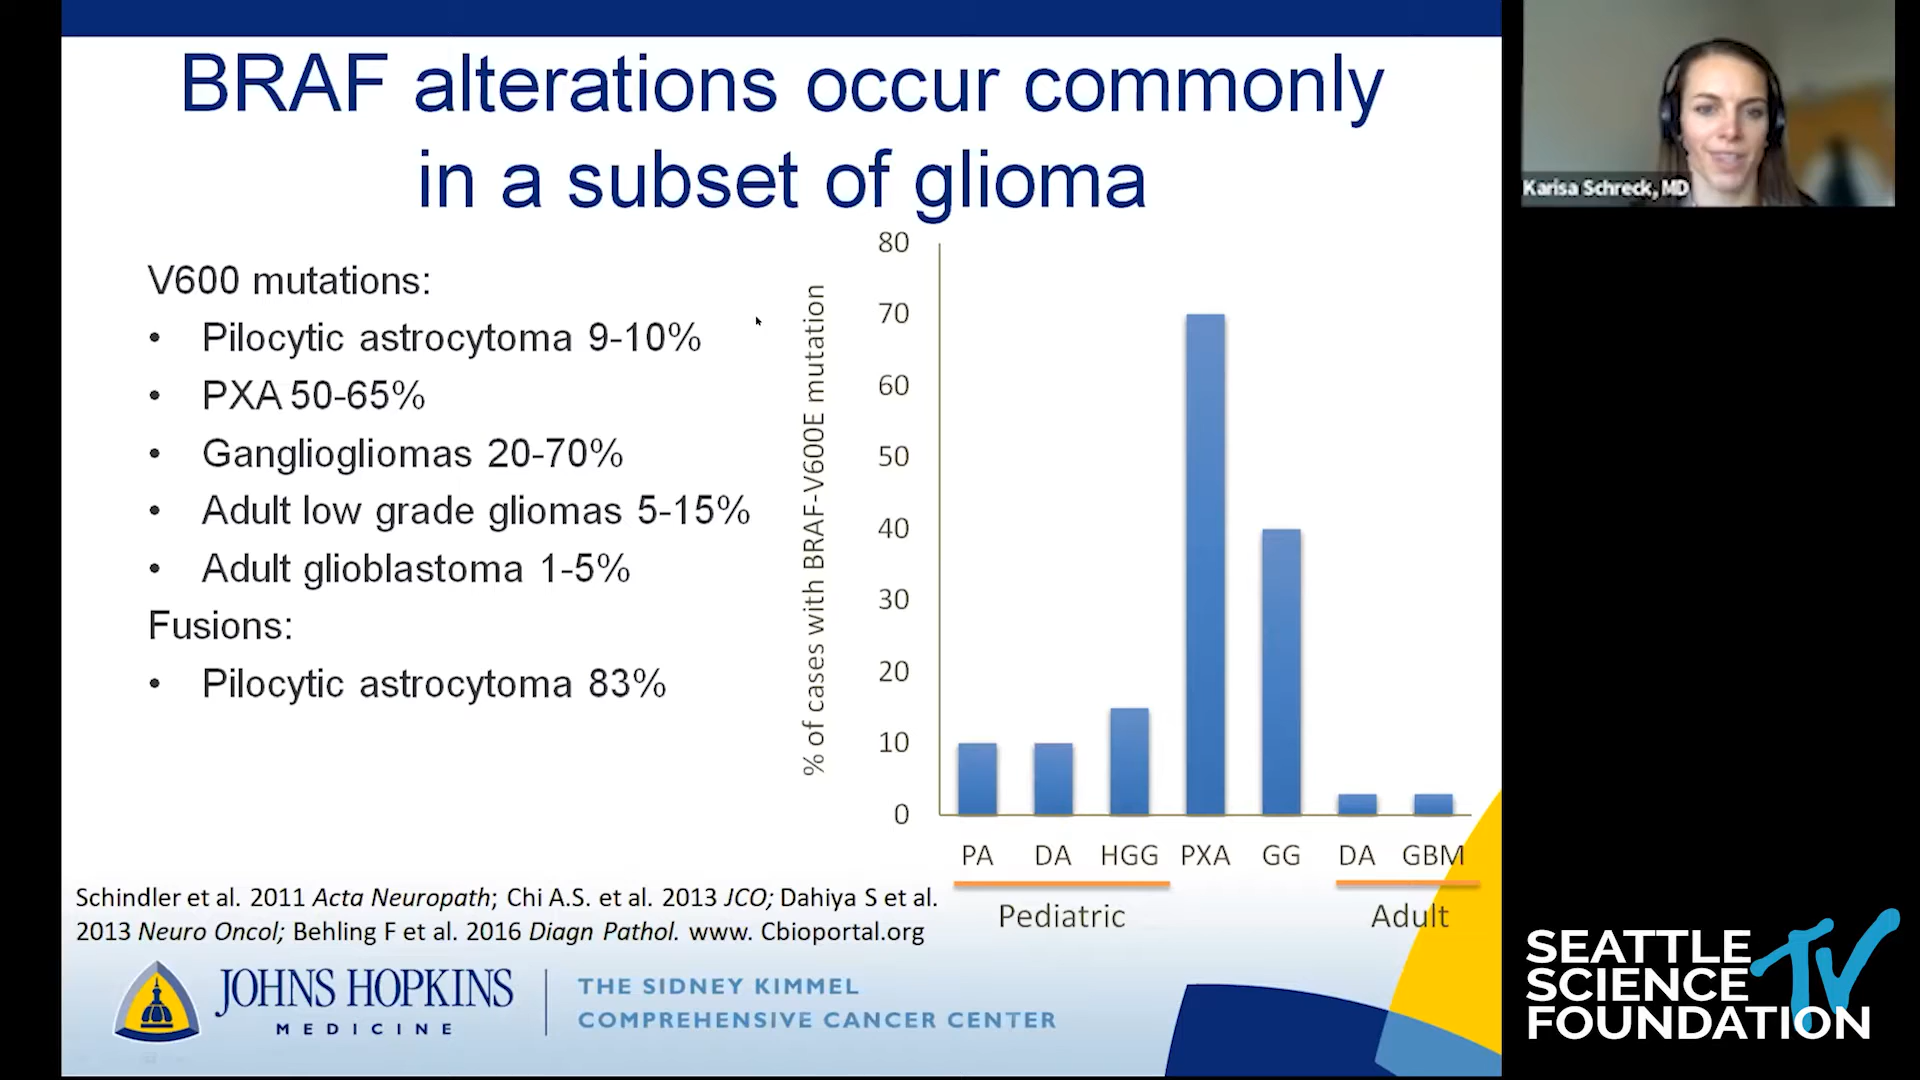 BRAF alterations occur commonly
in a subset of glioma
V600 mutations:
• Pilocytic astrocytoma 9-10%
• PXA 50-65%
• Gangliogliomas 20-70%
• Adult low grade gliomas 5-15%
• Adult glioblastoma 1-5%
Fusions:
• Pilocytic astrocytoma 83%
% of cases with BRAF-V600E mutation
80
70
60
50
40
30
20
10
0
PA DA HGG PXA GG DA GBM
Pediatric Adult
Schindler et al. 2011 Acta Neuropath; Chi A.S. et al. 2013 JCO; Dahiya S et al.
2013 Neuro Oncol; Behling F et al. 2016 Diagn Pathol. www. Cbioportal.org
JOHNS HOPKINS
MEDICINE
THE SIDNEY KIMMEL
COMPREHENSIVE CANCER CENTER
Karisa Schreck, MD
SEATTLE
SCIENCE TV
FOUNDATION